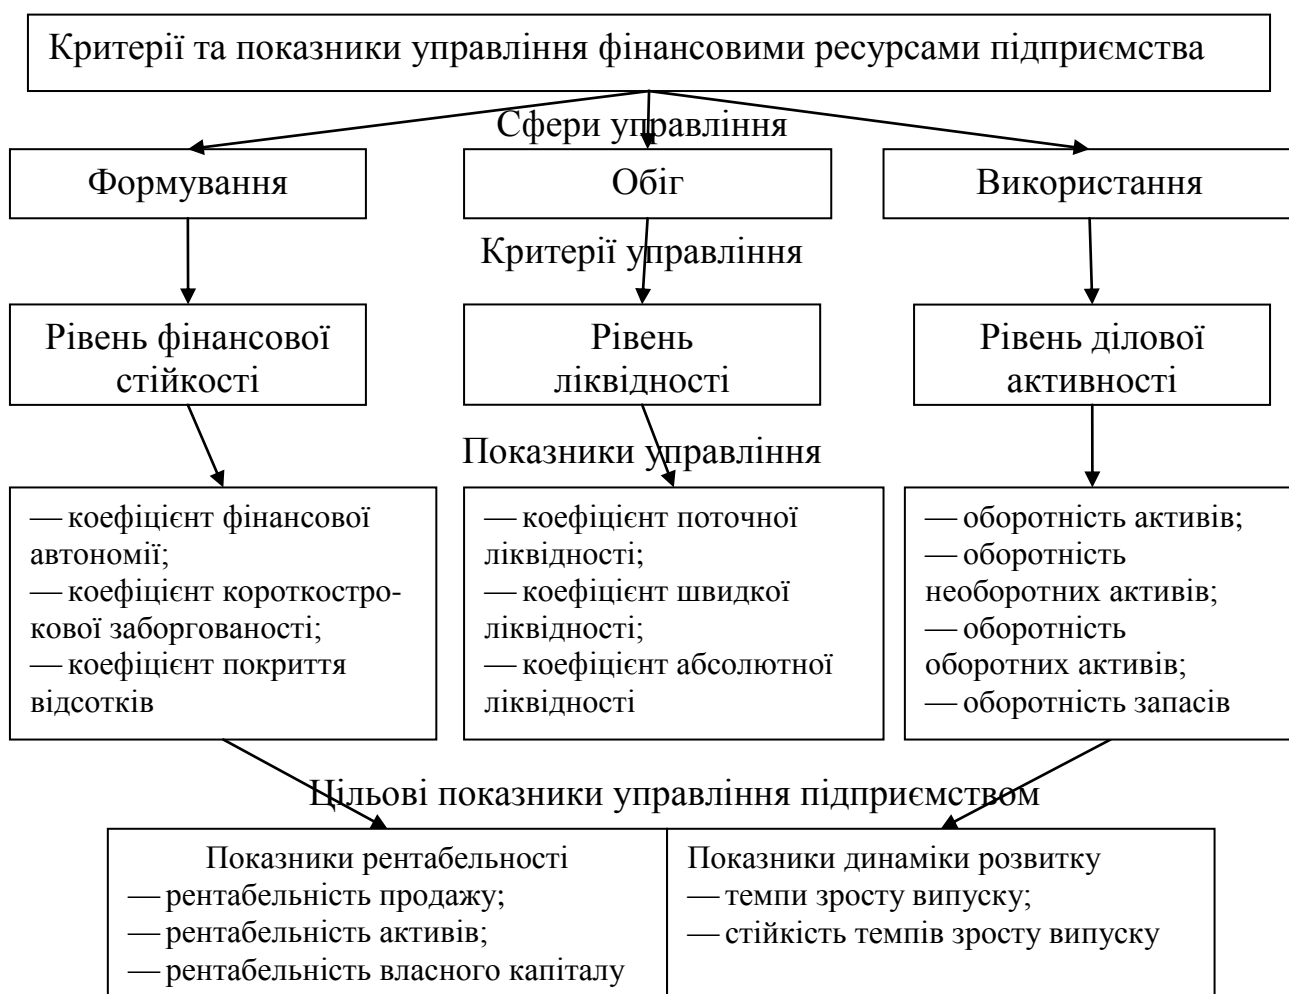 Критерії та показники управління фінансовими ресурсами підприємства
Сфери управління
Формування
Обіг
Використання
Критерії управління
Рівень фінансової
стійкості
Рівень
ліквідності
Рівень ділової
активності
Показники управління
— коефіцієнт фінансової
автономії;
— коефіцієнт короткостро-
кової заборгованості;
— коефіцієнт покриття
відсотків
— коефіцієнт поточної
ліквідності;
— коефіцієнт швидкої
ліквідності;
— коефіцієнт абсолютної
ліквідності
— оборотність активів;
— оборотність
необоротних активів;
— оборотність
оборотних активів;
— оборотність запасів
Цільові показники управління підприємством
Показники рентабельності
— рентабельність продажу;
— рентабельність активів;
— рентабельність власного капіталу
Показники динаміки розвитку
— темпи зросту випуску;
— стійкість темпів зросту випуску